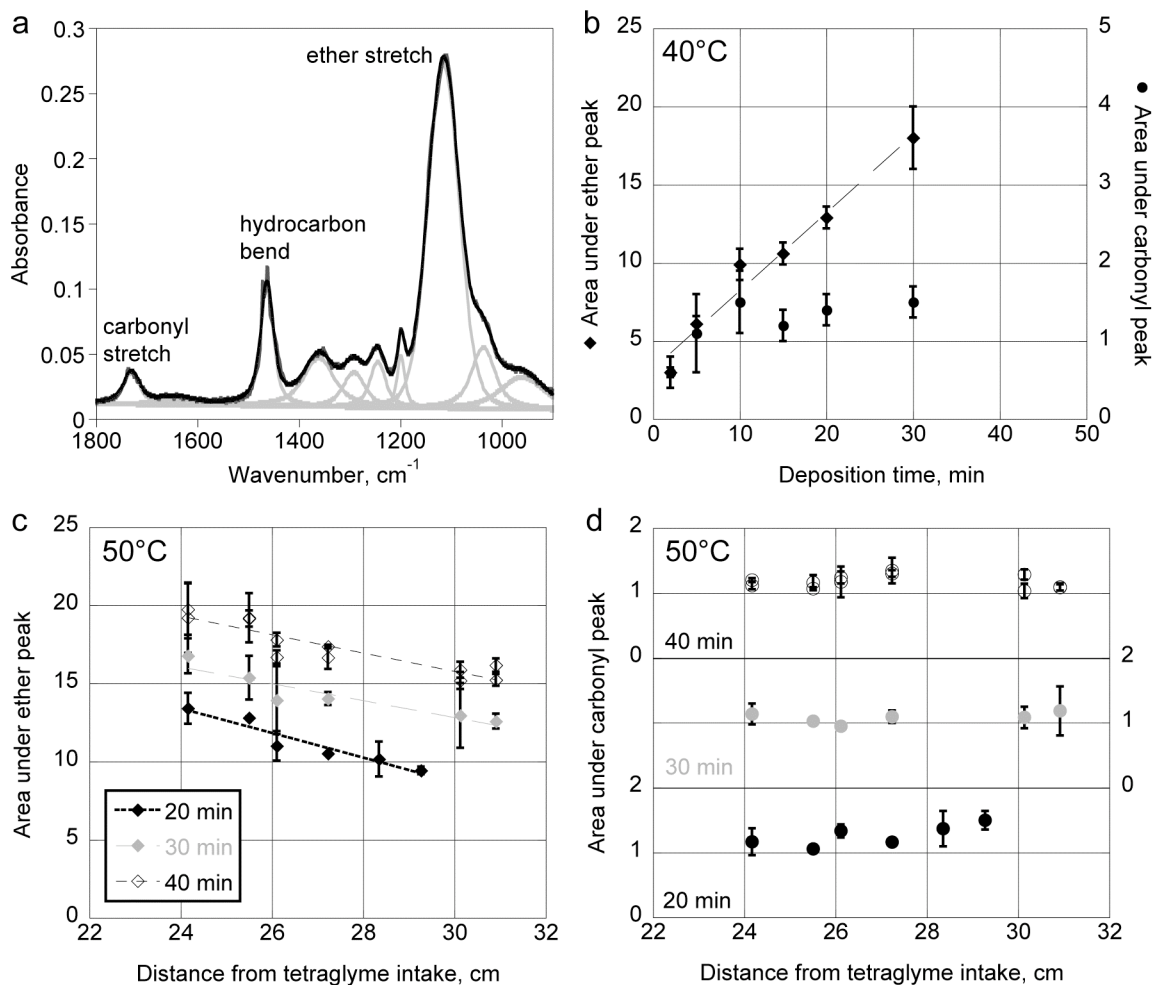 a
0.3
0.25
0.2
0.15
0.1
0.05
0
Absorbance
ether stretch
hydrocarbon
bend
carbonyl
stretch
1800
1600
1400
1200
1000
Wavenumber, cm-1
b
40°C
25
20
15
10
5
0
◆ Area under ether peak
5
4
3
2
1
0
● Area under carbonyl peak
0
10
20
30
40
50
Deposition time, min
c
50°C
25
20
15
10
5
0
Area under ether peak
20 min
30 min
40 min
22
24
26
28
30
32
Distance from tetraglyme intake, cm
d
50°C
2
1
0
40 min
2
1
0
30 min
2
1
0
20 min
Area under carbonyl peak
22
24
26
28
30
32
Distance from tetraglyme intake, cm